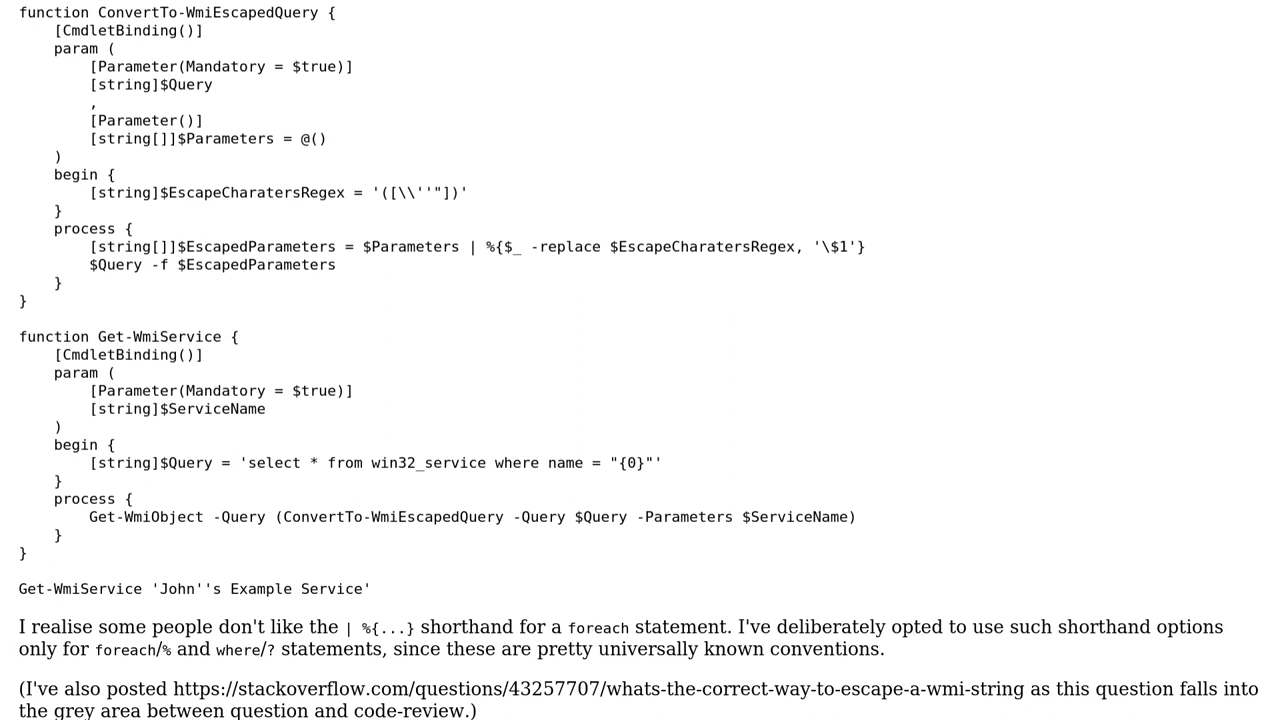 function ConvertTo-WmiEscapedQuery {
    [CmdletBinding()]
    param (
        [Parameter(Mandatory = $true)]
        [string]$Query
        ,
        [Parameter()]
        [string[]]$Parameters = @()
    )
    begin {
        [string]$EscapeCharatersRegex = '([\\''"])'
    }
    process {
        [string[]]$EscapedParameters = $Parameters | %{$_ -replace $EscapeCharatersRegex, '\$1'}
        $Query -f $EscapedParameters
    }
}

function Get-WmiService {
    [CmdletBinding()]
    param (
        [Parameter(Mandatory = $true)]
        [string]$ServiceName
    )
    begin {
        [string]$Query = 'select * from win32_service where name = "{0}"'
    }
    process {
        Get-WmiObject -Query (ConvertTo-WmiEscapedQuery -Query $Query -Parameters $ServiceName)
    }
}

Get-WmiService 'John''s Example Service'

I realise some people don't like the | %{...} shorthand for a foreach statement. I've deliberately opted to use such shorthand options
only for foreach/% and where/? statements, since these are pretty universally known conventions.

(I've also posted https://stackoverflow.com/questions/43257707/whats-the-correct-way-to-escape-a-wmi-string as this question falls into
the grey area between question and code-review.)